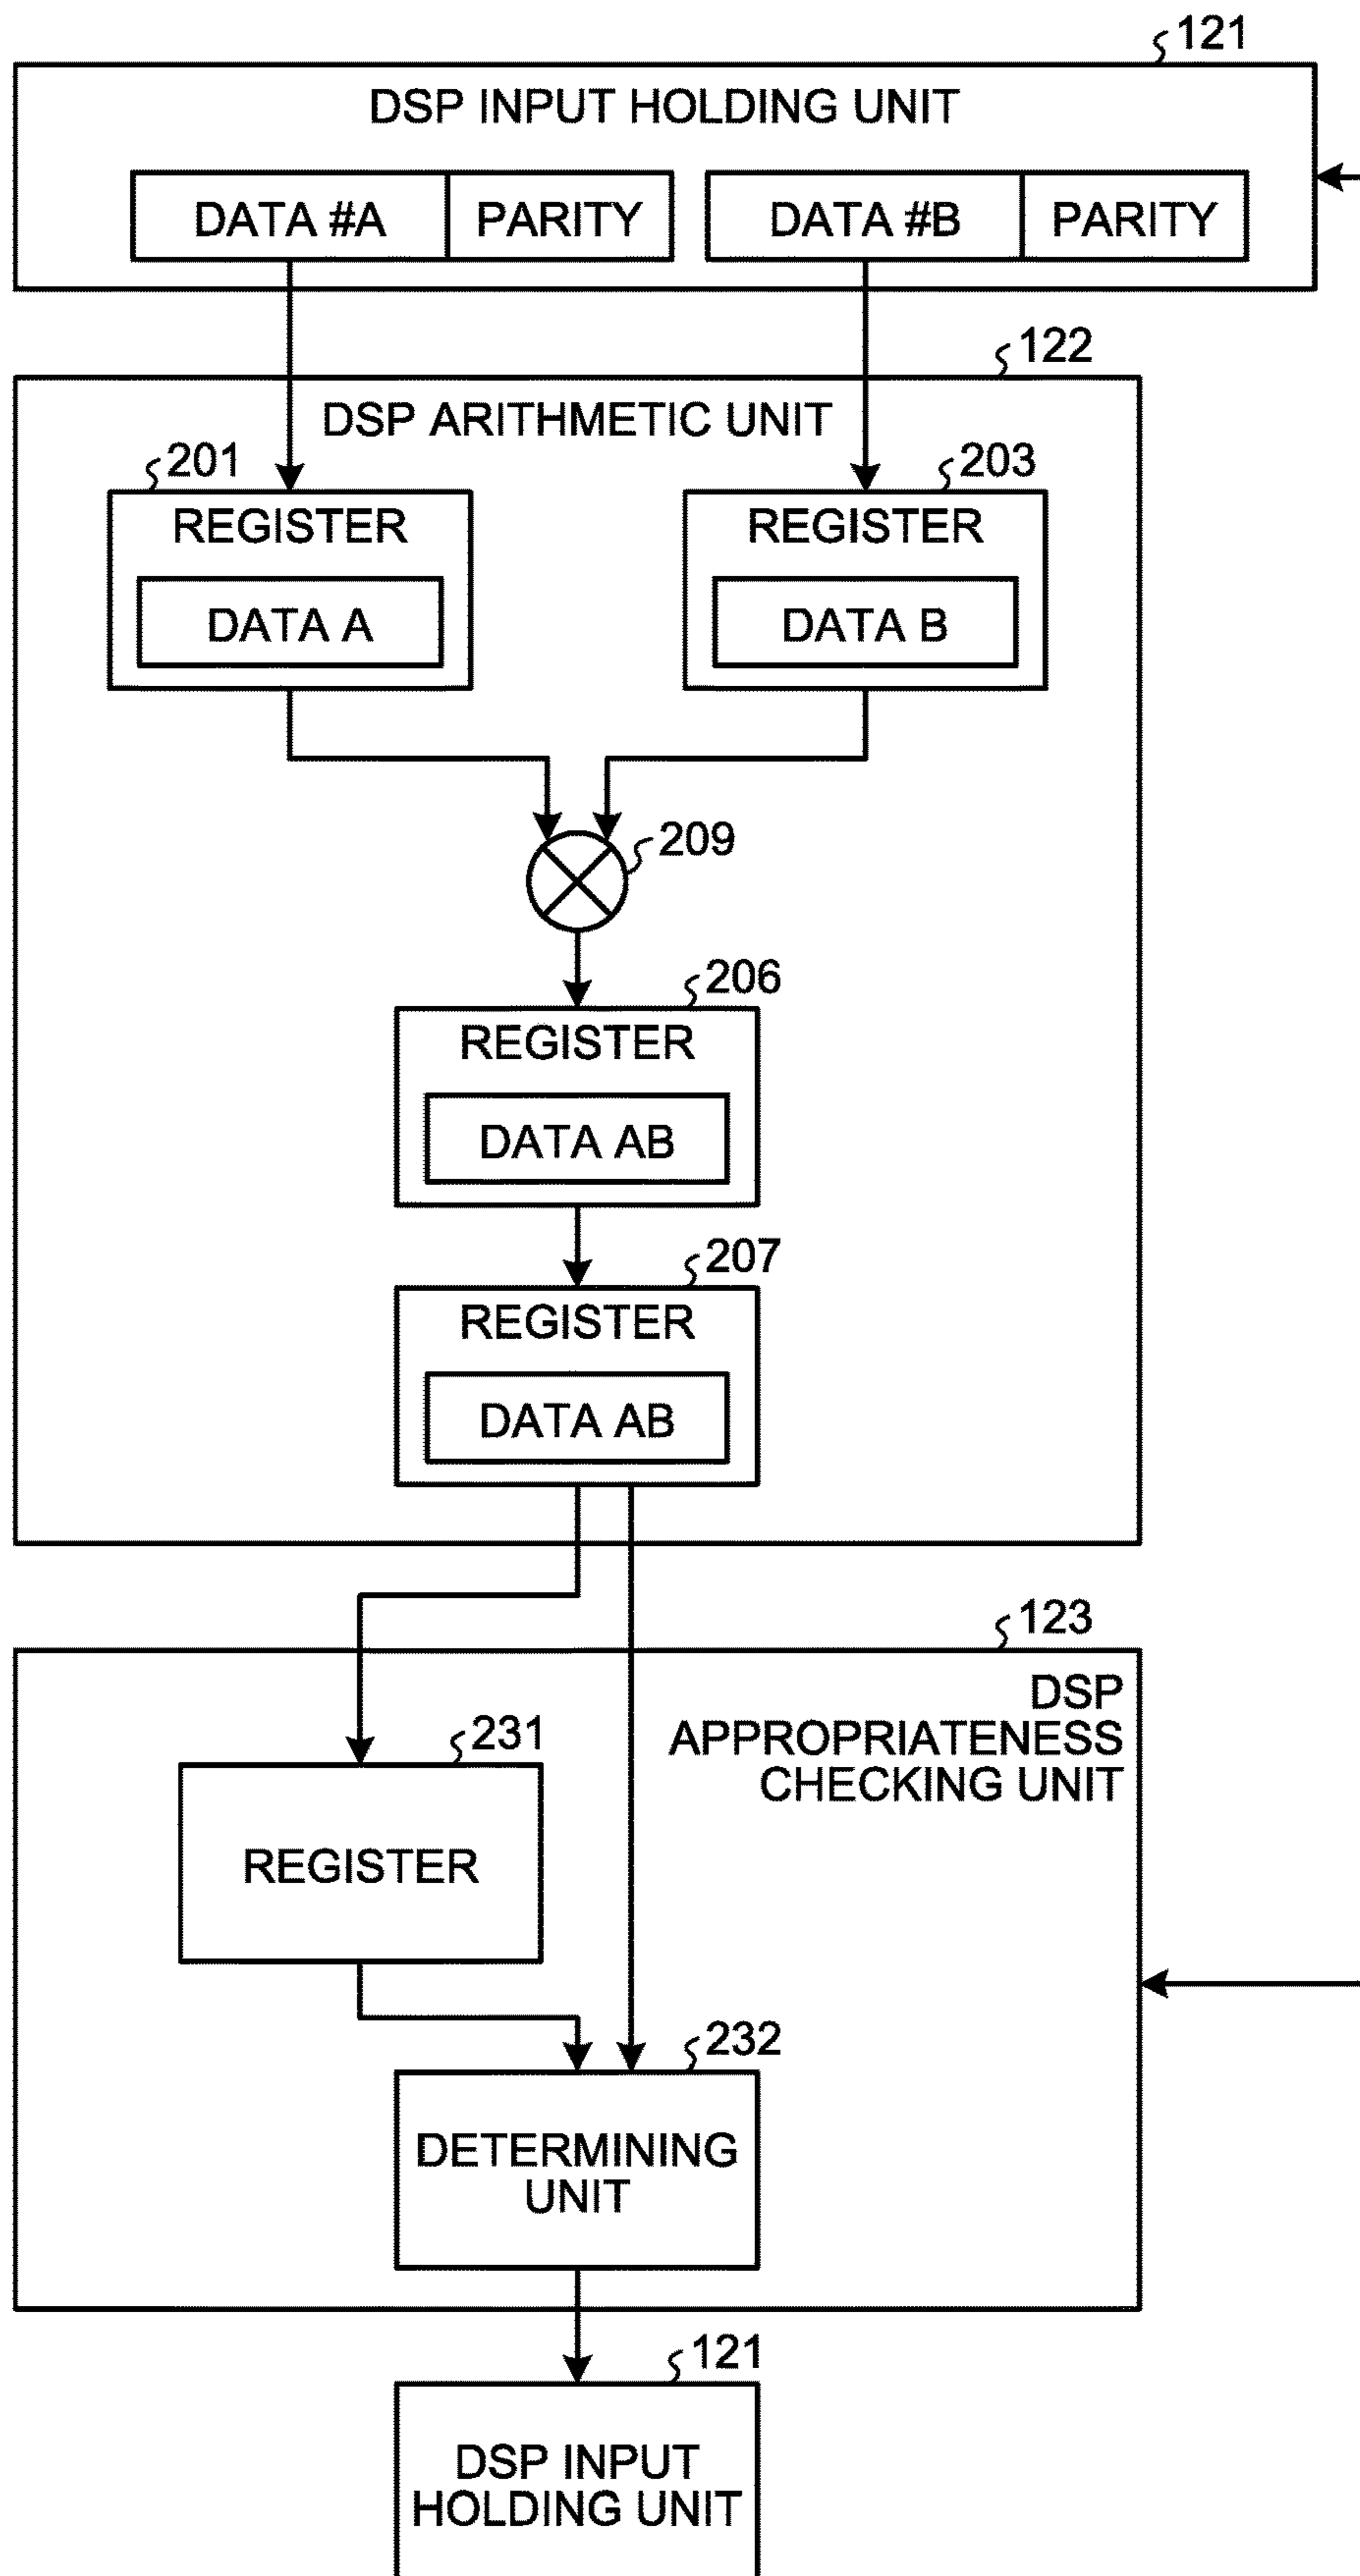 121
DSP INPUT HOLDING UNIT
DATA #A PARITY DATA #B PARITY
122
DSP ARITHMETIC UNIT
201 203
REGISTER REGISTER
DATA A DATA B
209
206
REGISTER
DATA AB
207
REGISTER
DATA AB
123
DSP
APPROPRIATENESS
CHECKING UNIT
231
REGISTER
232
DETERMINING
UNIT
121
DSP INPUT
HOLDING UNIT